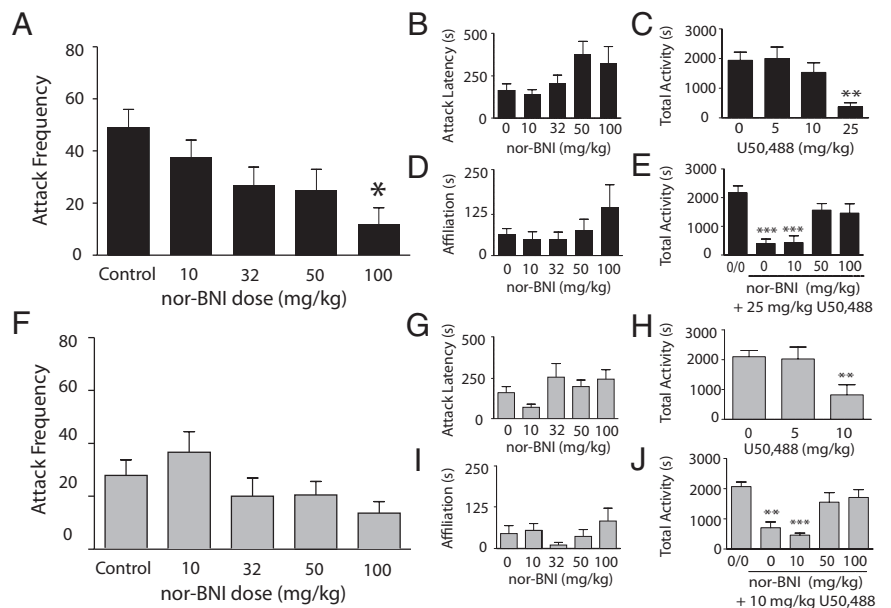 A
Attack Frequency
80
60
40
20
0
*
Control 10 32 50 100
nor-BNI dose (mg/kg)
B
Attack Latency (s)
500
250
0
0 10 32 50 100
nor-BNI (mg/kg)
C
Total Activity (s)
3000
2000
1000
0
**
0 5 10 25
U50,488 (mg/kg)
D
Affiliation (s)
250
125
0
0 10 32 50 100
nor-BNI (mg/kg)
E
Total Activity (s)
3000
2000
1000
0
*** ***
0/0 0 10 50 100
nor-BNI (mg/kg)
+ 25 mg/kg U50,488
F
Attack Frequency
80
60
40
20
0
Control 10 32 50 100
nor-BNI dose (mg/kg)
G
Attack Latency (s)
500
250
0
0 10 32 50 100
nor-BNI (mg/kg)
H
Total Activity (s)
3000
2000
1000
0
**
0 5 10
U50,488 (mg/kg)
I
Affiliation (s)
250
125
0
0 10 32 50 100
nor-BNI (mg/kg)
J
Total Activity (s)
3000
2000
1000
0
** ***
0/0 0 10 50 100
nor-BNI (mg/kg)
+ 10 mg/kg U50,488